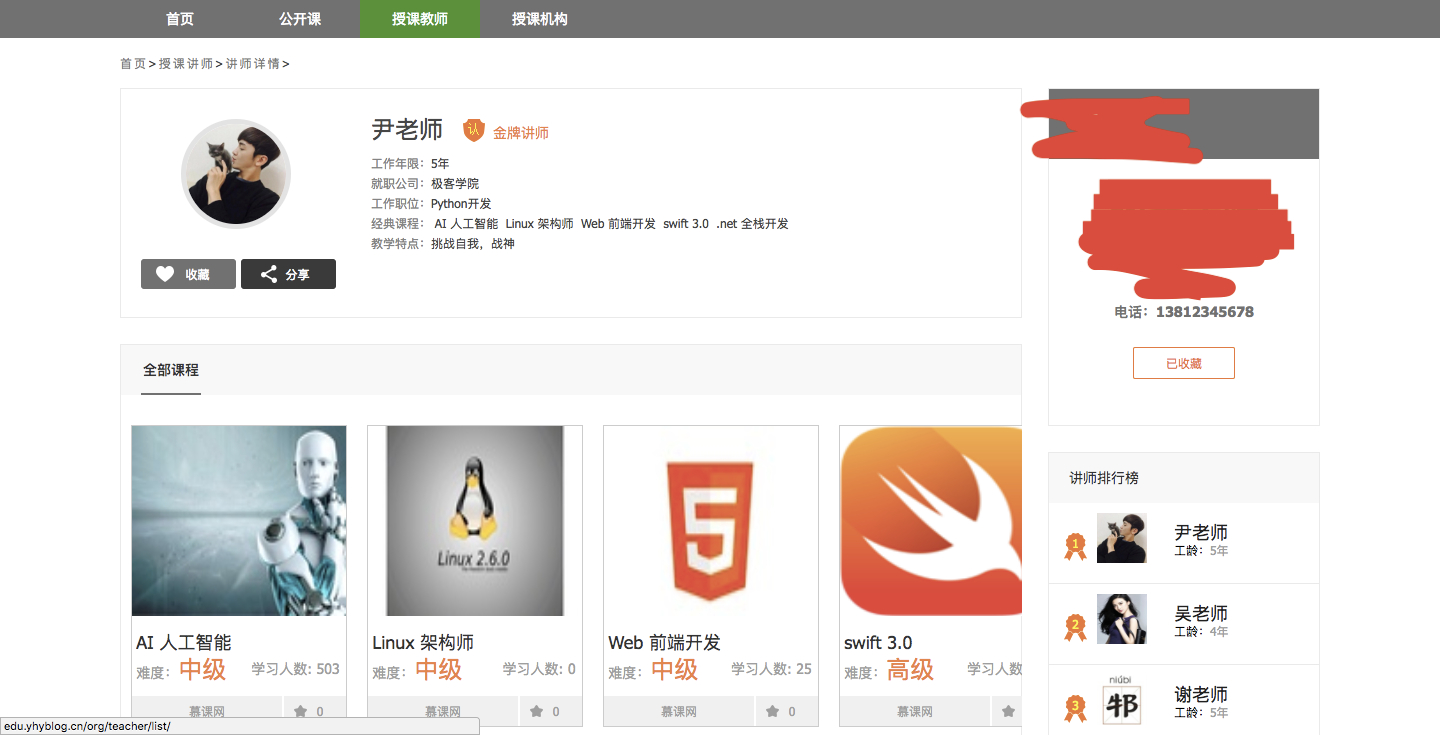 首页 公开课 授课教师 授课机构
首页>授课讲师>讲师详情>
尹老师 认 金牌讲师
工作年限：5年
就职公司：极客学院
工作职位：Python开发
经典课程： AI 人工智能 Linux 架构师 Web 前端开发 swift 3.0 .net 全栈开发
教学特点：挑战自我，战神
收藏 分享
电话：13812345678
已收藏
全部课程
5
Linux 2.6.0
AI 人工智能
难度：中级 学习人数: 503
慕课网 0
Linux 架构师
难度：中级 学习人数: 0
慕课网 0
Web 前端开发
难度：中级 学习人数: 25
慕课网 0
swift 3.0
难度：高级 学习人数
慕课网
讲师排行榜
1
尹老师
工龄：5年
2
吴老师
工龄：4年
3
niúbi
谢老师
工龄：5年
edu.yhyblog.cn/org/teacher/list/